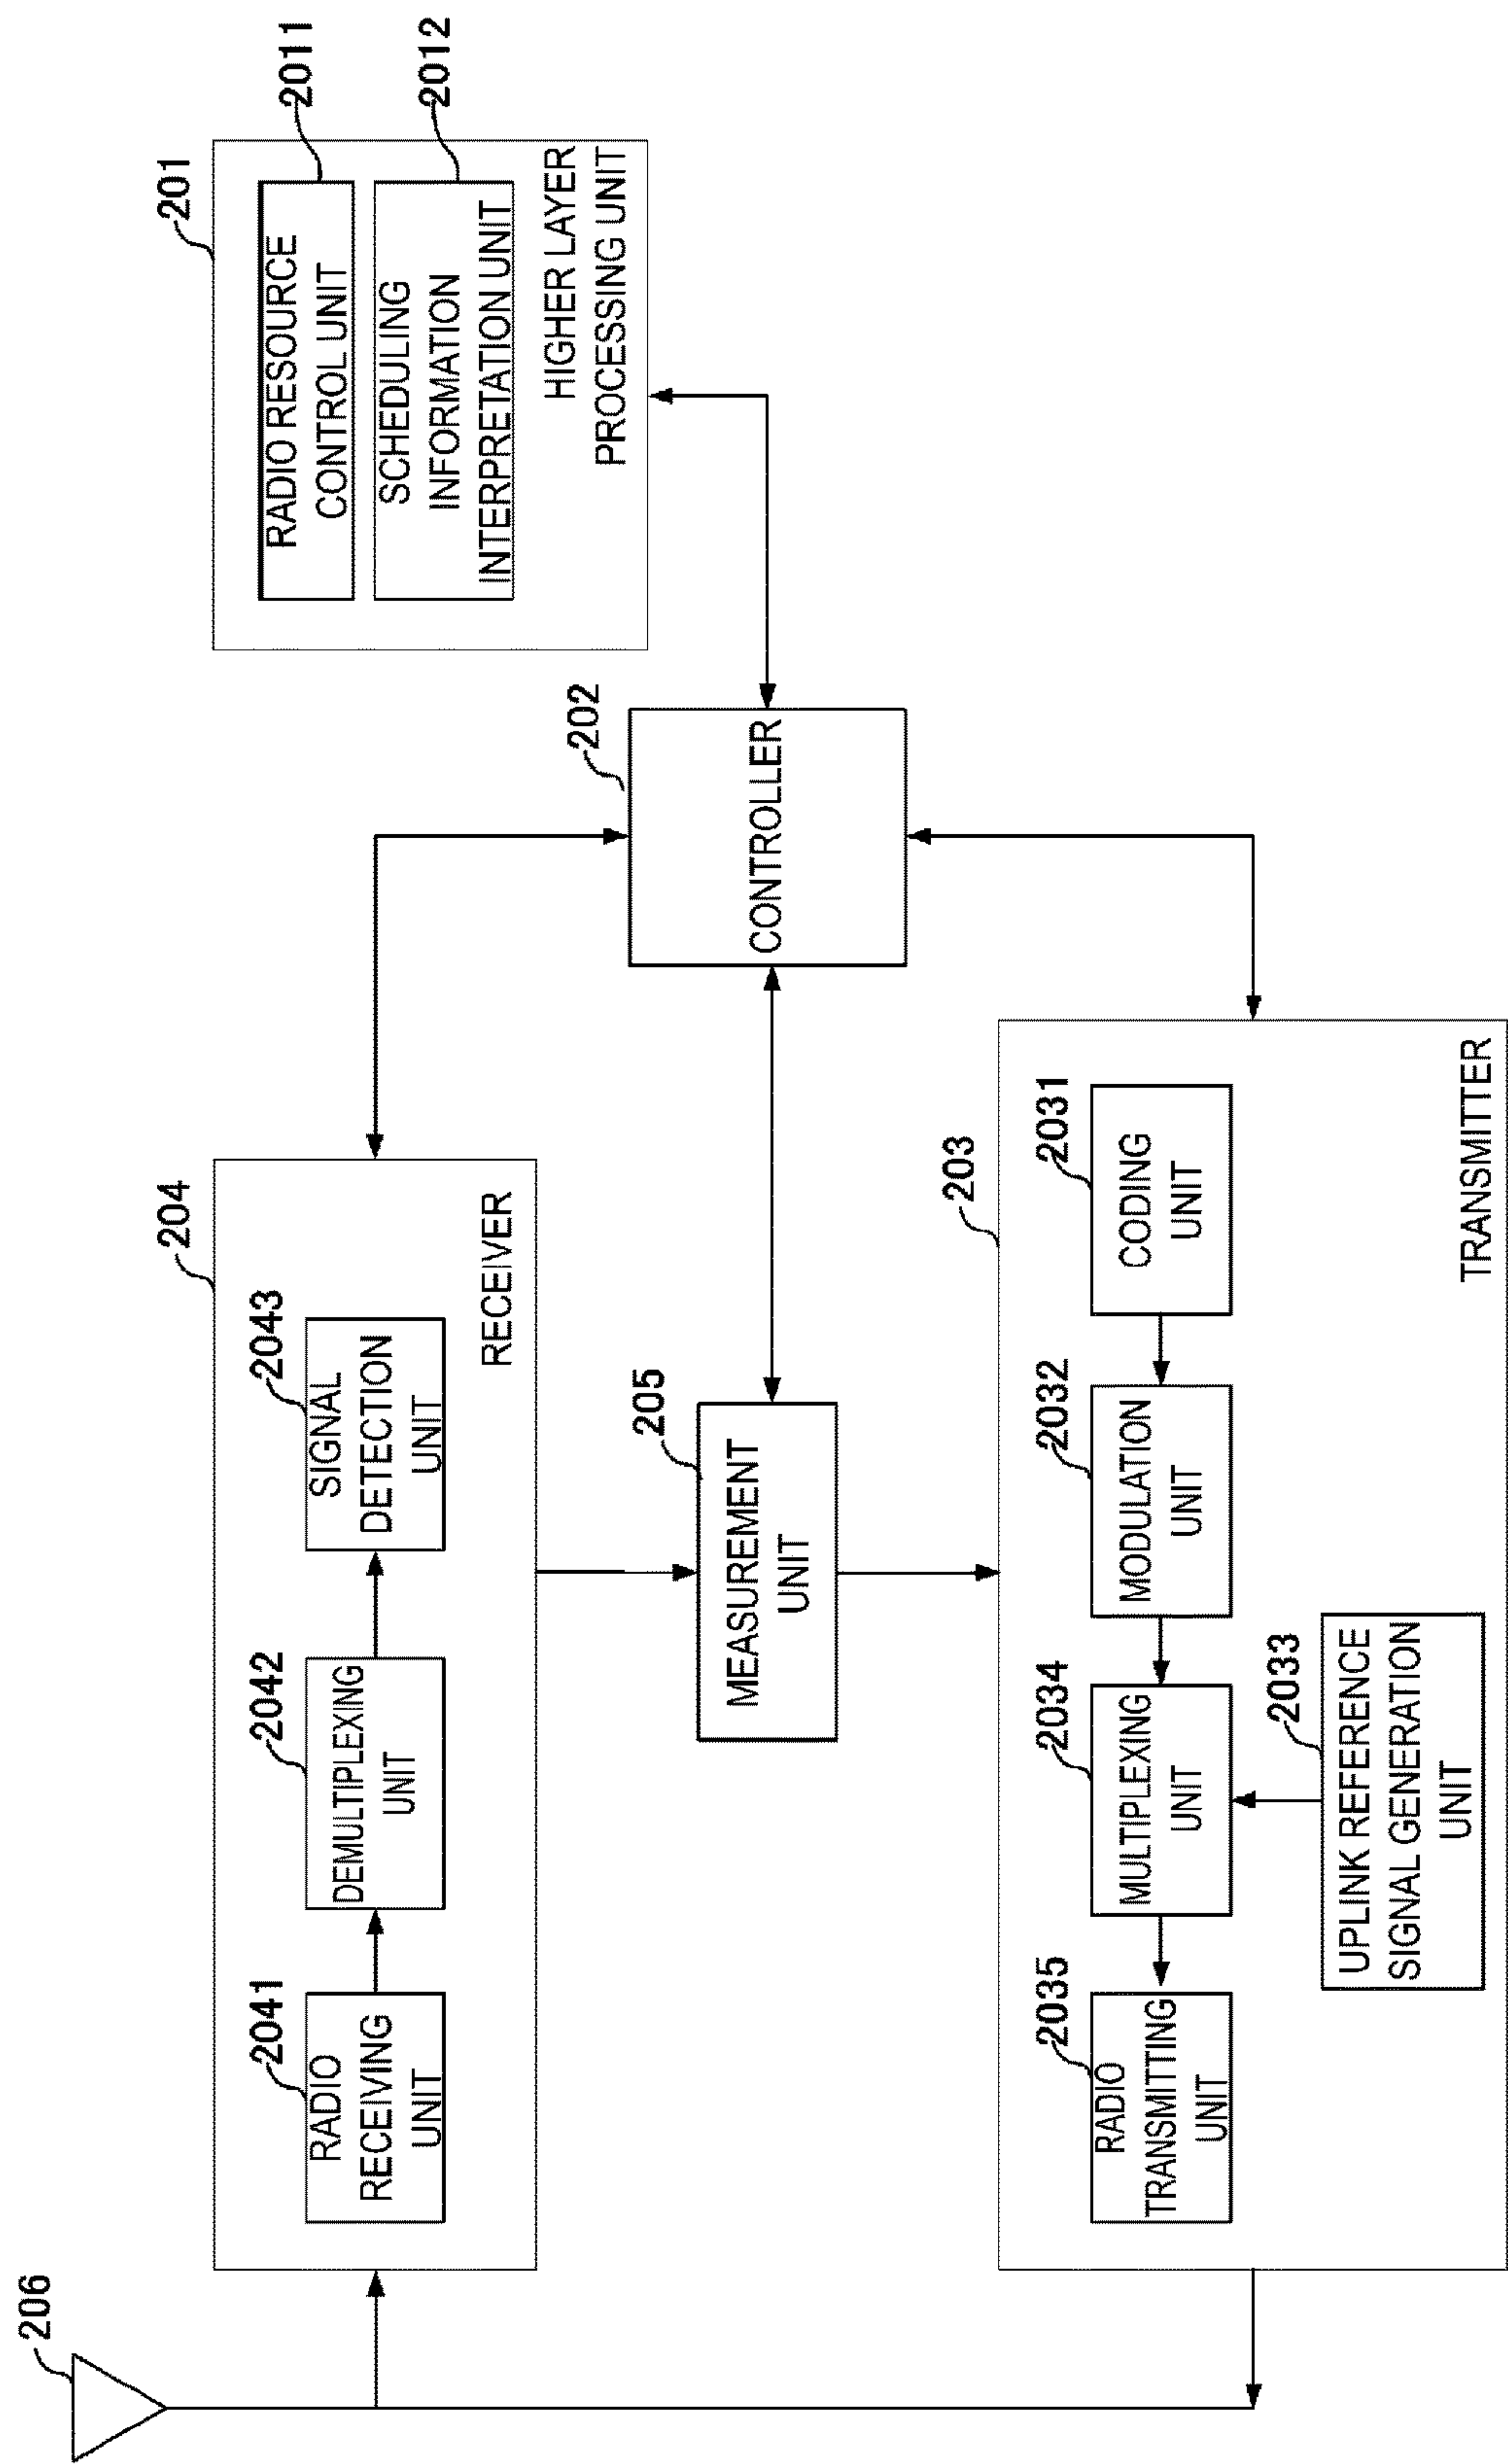 206
204
2041
RADIO
RECEIVING
UNIT
2042
DEMULTIPLEXING
UNIT
2043
SIGNAL
DETECTION
UNIT
RECEIVER
201
RADIO RESOURCE
CONTROL UNIT
2011
SCHEDULING
INFORMATION
INTERPRETATION UNIT
2012
HIGHER LAYER
PROCESSING UNIT
205
MEASUREMENT
UNIT
202
CONTROLLER
203
2035
RADIO
TRANSMITTING
UNIT
2034
MULTIPLEXING
UNIT
2032
MODULATION
UNIT
2031
CODING
UNIT
2033
UPLINK REFERENCE
SIGNAL GENERATION
UNIT
TRANSMITTER